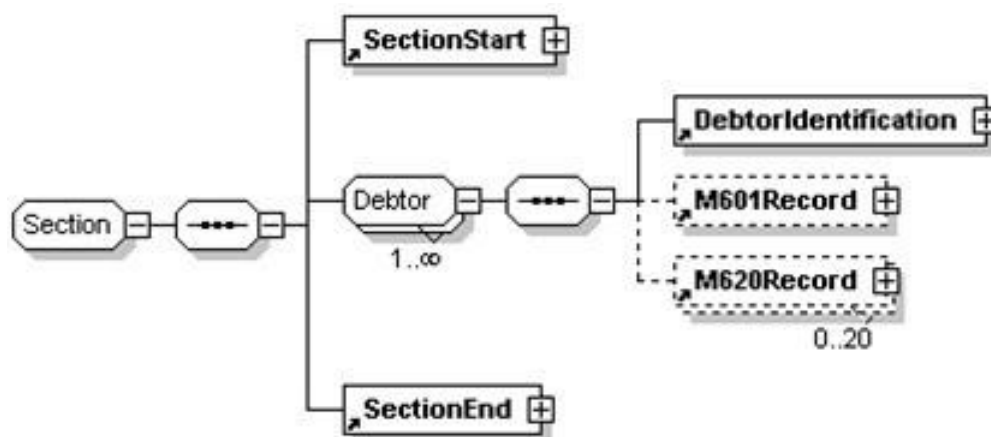 SectionStart
DebtorIdentification
M601Record
Section
Debtor
1..∞
M620Record
0..20
SectionEnd